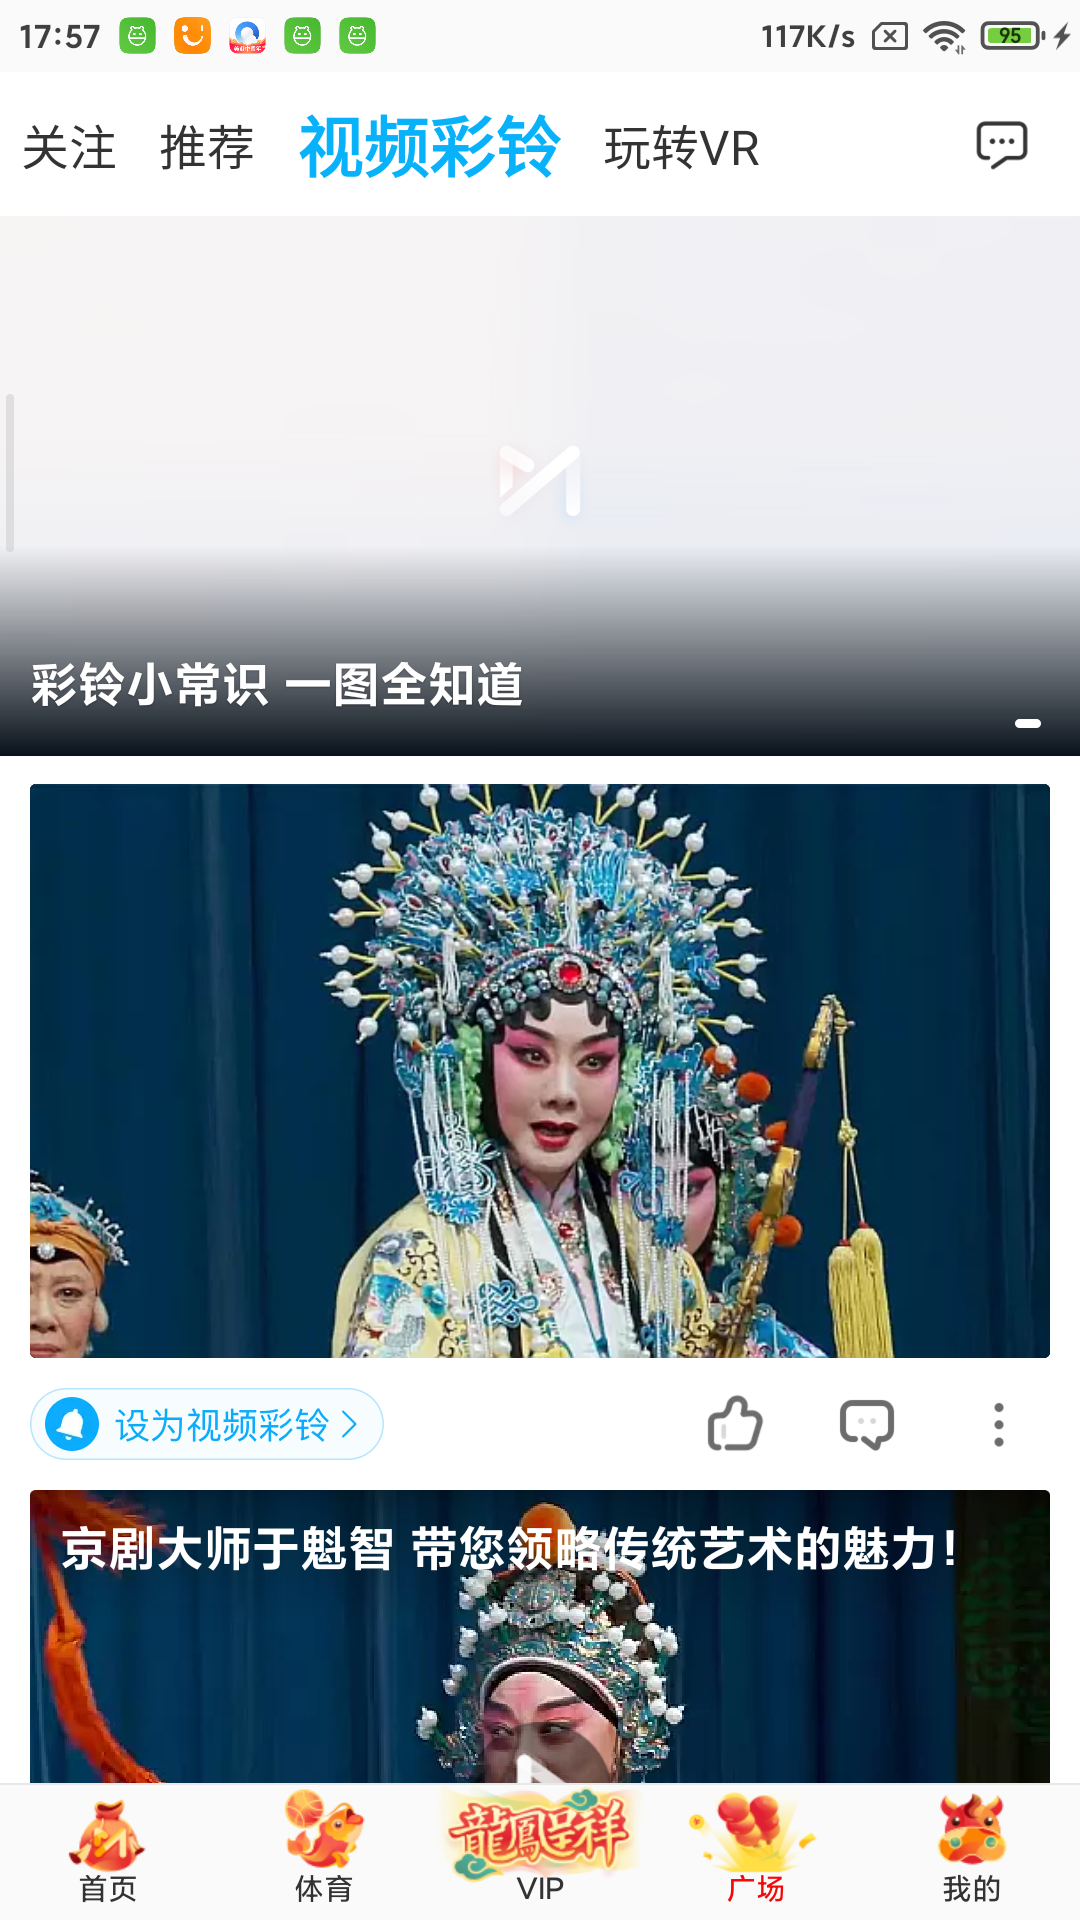 17:57 117K/s 95
关注 推荐 视频彩铃 玩转VR
彩铃小常识 一图全知道
设为视频彩铃
京剧大师于魁智 带您领略传统艺术的魅力!
龍鳳呈祥
首页 体育 VIP 广场 我的